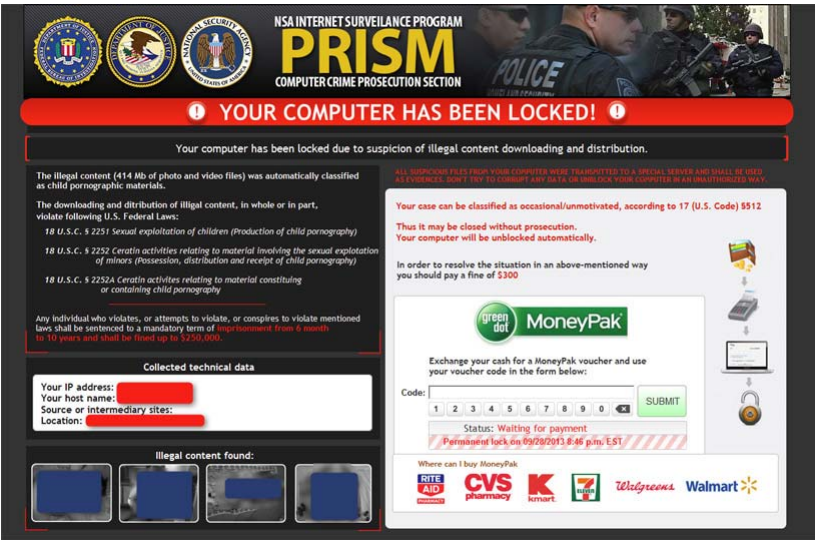 NSA INTERNET SURVEILANCE PROGRAM
PRISM
COMPUTER CRIME PROSECUTION SECTION
POLICE
YOUR COMPUTER HAS BEEN LOCKED!
Your computer has been locked due to suspicion of illegal content downloading and distribution.
The illegal content (414 Mb of photo and video files) was automatically classified
as child pornographic materials.
The downloading and ditribution of illigal content, in whole or in part,
violate following U.S. Federal Laws:
18 U.S.C. § 2251 Sexual exploitation of children (Production of child pornography)
18 U.S.C. § 2252 Ceratin activities relating to material involving the sexual explotation
of minors (Possession, distribution and receipt of child pornography)
18 U.S.C. § 2252A Ceratin activites relating to material constituing
or containing child pornography
Any individual who violates, or attempts to violate, or conspires to violate mentioned
laws shall be sentenced to a mandatory term of imprisonment from 6 month
to 10 years and shall be fined up to $250,000.
Collected technical data
Your IP address:
Your host name:
Source or intermediary sites:
Location:
Illegal content found:
ALL SUSPICIOUS FILES FROM YOUR COMPUTER WERE TRANSMITTED TO A SPECIAL SERVER AND SHALL BE USED
AS EVIDENCES. DON'T TRY TO CORRUPT ANY DATA OR UNBLOCK YOUR COMPUTER IN AN UNAUTHORIZED WAY.
Your case can be classified as occasional/unmotivated, according to 17 (U.S. Code) §512
Thus it may be closed without prosecution.
Your computer will be unblocked automatically.
In order to resolve the situation in an above-mentioned way
you should pay a fine of $300
green dot MoneyPak
Exchange your cash for a MoneyPak voucher and use
your voucher code in the form below:
Code:
1 2 3 4 5 6 7 8 9 0
SUBMIT
Status: Waiting for payment
Permanent lock on 09/28/2013 8:46 p.m. EST
Where can I buy MoneyPak
RITE AID PHARMACY
CVS pharmacy
kmart
7 ELEVEN
Walgreens
Walmart